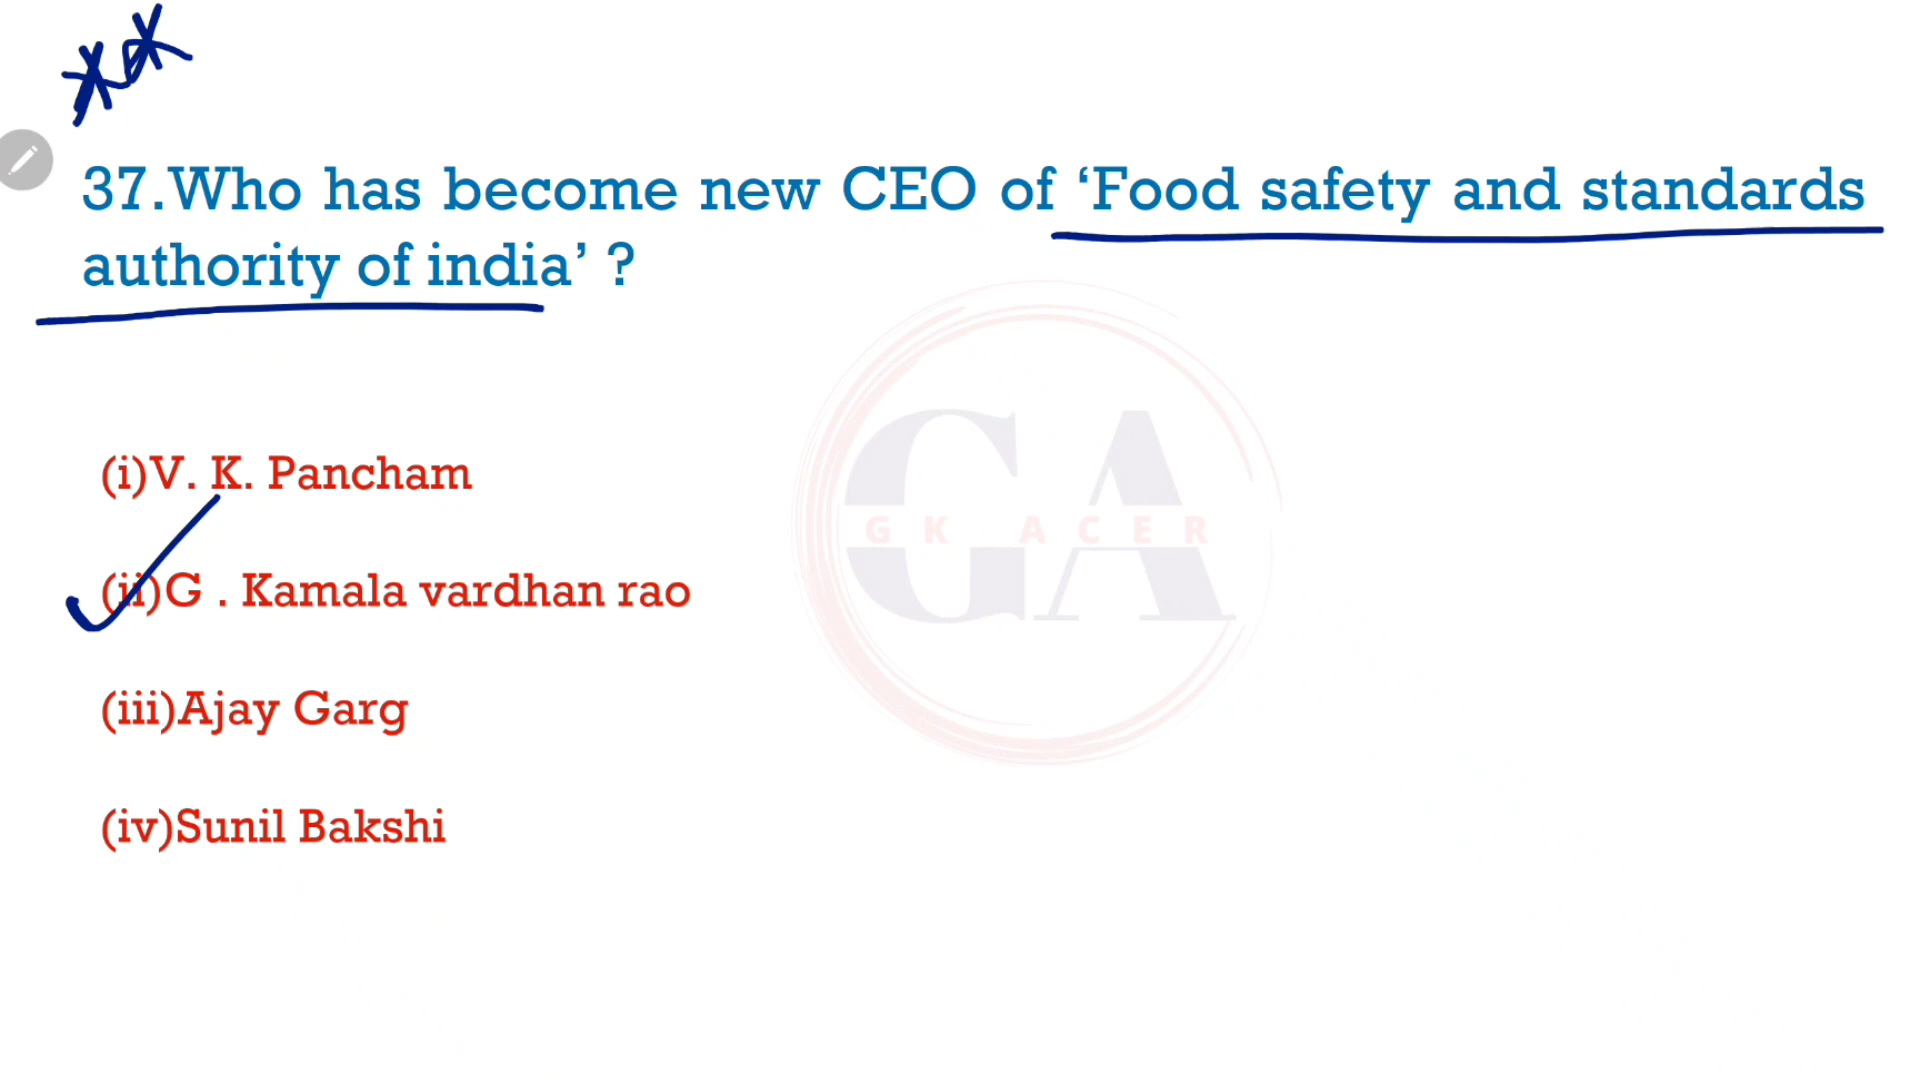 37.Who has become new CEO of ‘Food safety and standards
authority of india’ ?
(i)V. K. Pancham
(ii)G . Kamala vardhan rao
(iii)Ajay Garg
(iv)Sunil Bakshi
GA
GK ACER